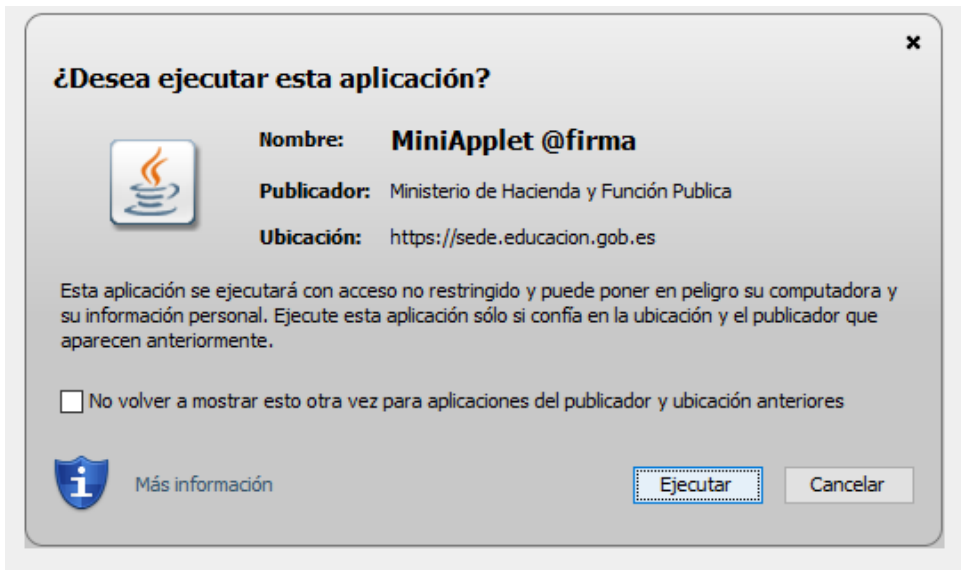 ¿Desea ejecutar esta aplicación?
Nombre: MiniApplet @firma
Publicador: Ministerio de Hacienda y Función Publica
Ubicación: https://sede.educacion.gob.es
Esta aplicación se ejecutará con acceso no restringido y puede poner en peligro su computadora y
su información personal. Ejecute esta aplicación sólo si confía en la ubicación y el publicador que
aparecen anteriormente.
No volver a mostrar esto otra vez para aplicaciones del publicador y ubicación anteriores
Más información
Ejecutar Cancelar